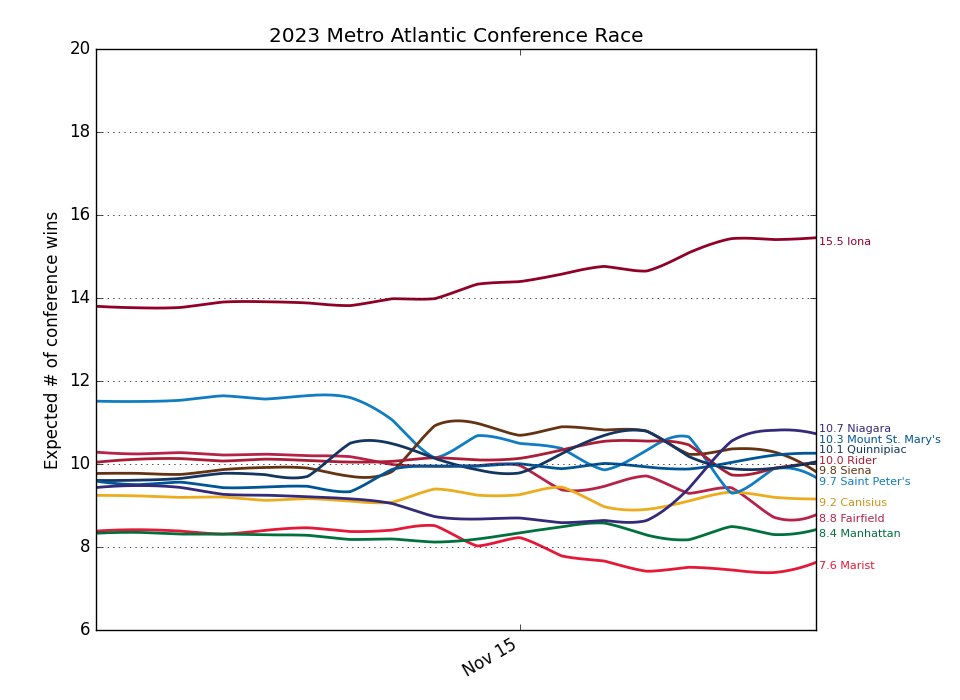 2023 Metro Atlantic Conference Race
Expected # of conference wins
20
18
16
14
12
10
8
6
15.5 Iona
10.7 Niagara
10.3 Mount St. Mary's
10.1 Quinnipiac
10.0 Rider
9.8 Siena
9.7 Saint Peter's
9.2 Canisius
8.8 Fairfield
8.4 Manhattan
7.6 Marist
Nov 15